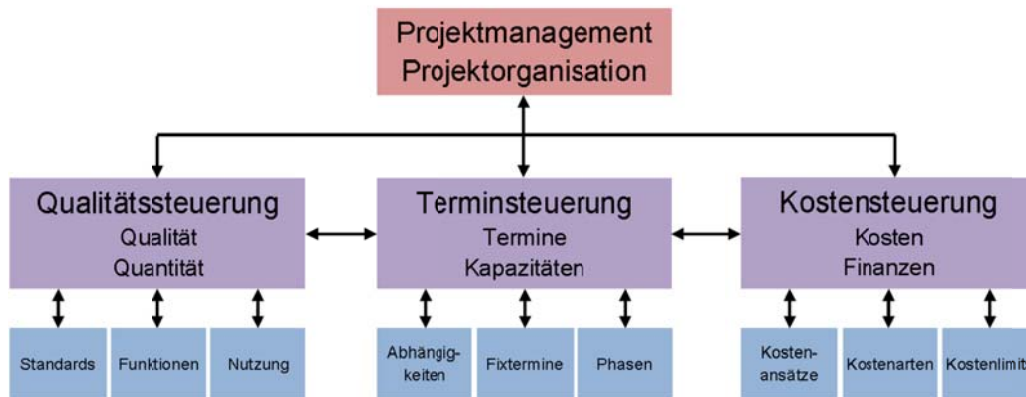 Projektmanagement
Projektorganisation
Qualitätssteuerung
Qualität
Quantität
Terminsteuerung
Termine
Kapazitäten
Kostensteuerung
Kosten
Finanzen
Standards
Funktionen
Nutzung
Abhängig-
keiten
Fixtermine
Phasen
Kosten-
ansätze
Kostenarten
Kostenlimit